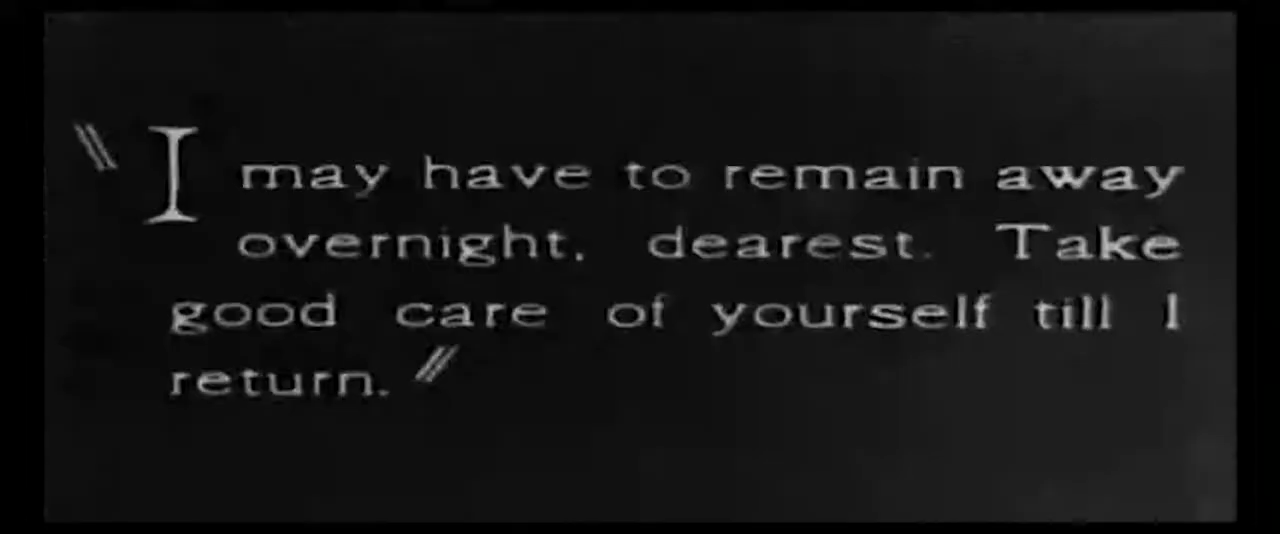 "I may have to remain away
overnight, dearest. Take
good care of yourself till I
return."